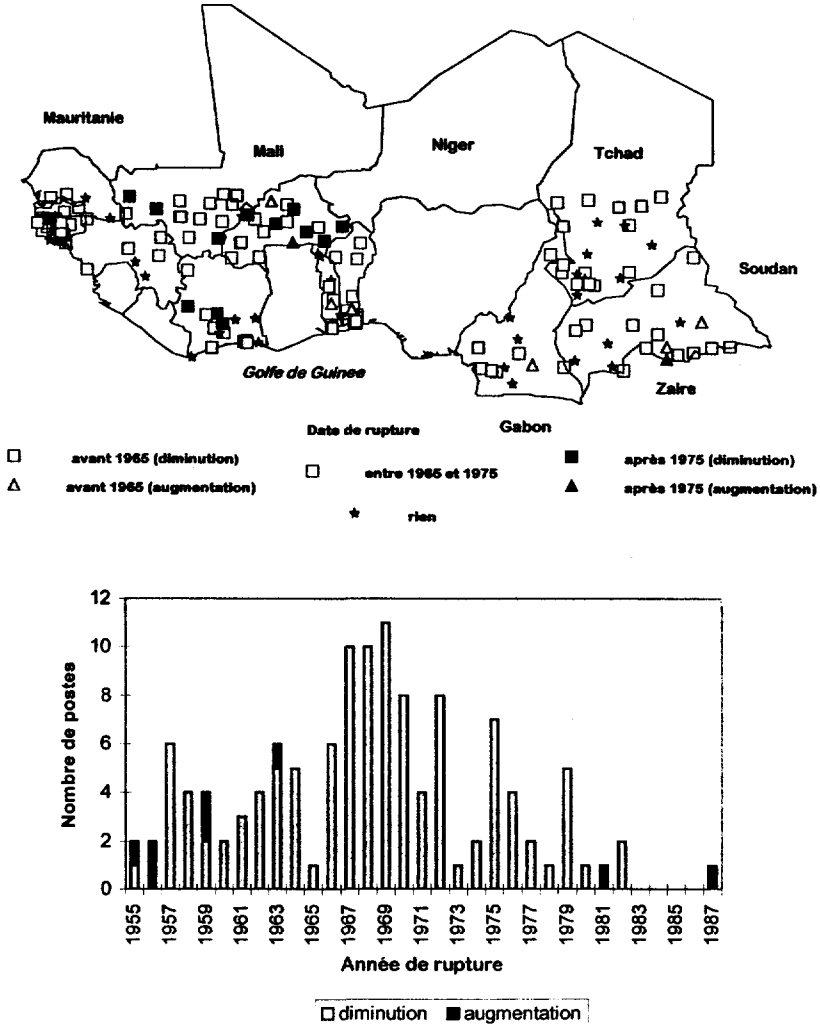 Mauritanie
Mali
Niger
Tchad
Soudan
Golfe de Guinee
Zaire
Gabon
Date de rupture
avant 1965 (diminution)
entre 1965 et 1975
après 1975 (diminution)
avant 1965 (augmentation)
après 1975 (augmentation)
rien
12
10
8
6
4
2
0
Nombre de postes
1955
1957
1959
1961
1963
1965
1967
1969
1971
1973
1975
1977
1979
1981
1983
1985
1987
Année de rupture
diminution augmentation